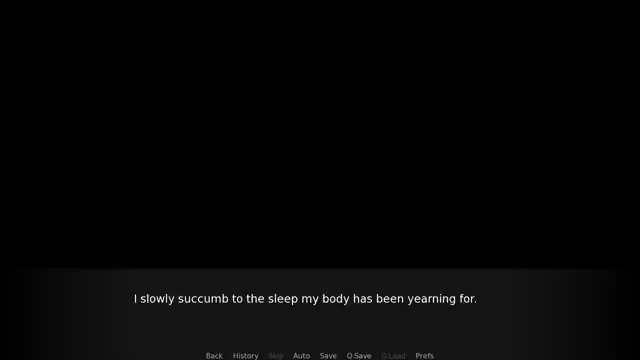 I slowly succumb to the sleep my body has been yearning for.
Back History Skip Auto Save Q.Save Q.Load Prefs